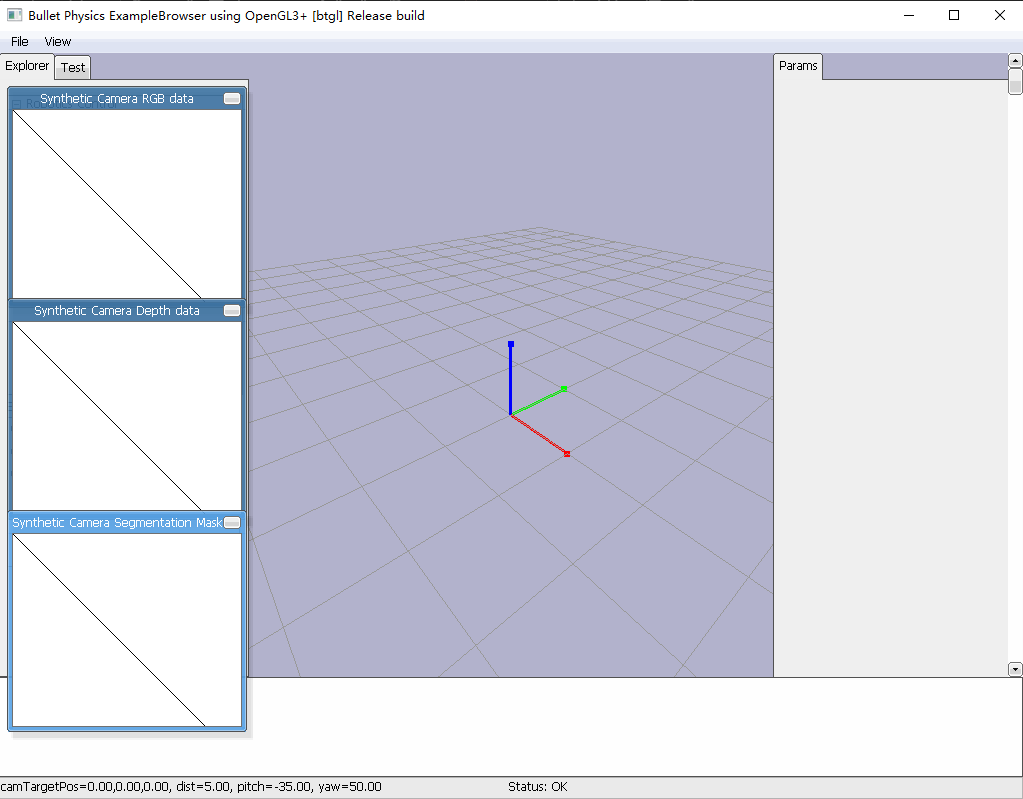 Bullet Physics ExampleBrowser using OpenGL3+ [btgl] Release build
File View
Explorer Test
Params
Synthetic Camera RGB data
Synthetic Camera Depth data
Synthetic Camera Segmentation Mask
camTargetPos=0.00,0.00,0.00, dist=5.00, pitch=-35.00, yaw=50.00
Status: OK